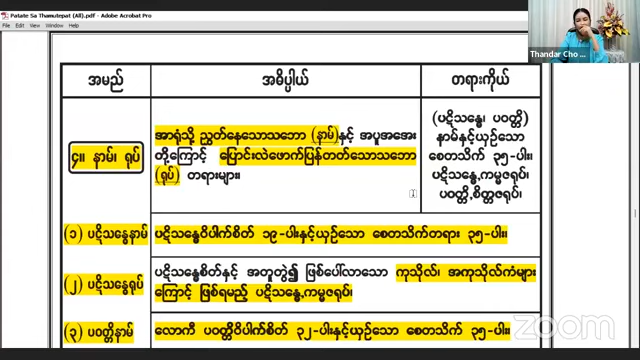 Patate Sa Thamutepat (All).pdf - Adobe Acrobat Pro
File Edit View Window Help
Thandar Cho ...
အမည်
အဓိပ္ပါယ်
တရားကိုယ်
၄။ နာမ်၊ ရုပ်
အာရုံသို့ ညွတ်နေသောသဘော (နာမ်)နှင့် အပူအအေး
တို့ကြောင့် ပြောင်းလဲဖောက်ပြန်တတ်သောသဘော
(ရုပ်) တရားများ။
(ပဋိသန္ဓေ၊ ပဝတ္တိ)
နာမ်နှင့်ယှဉ်သော
စေတသိက် ၃၅-ပါး။
ပဋိသန္ဓေ,ကမ္မဇရုပ်၊
ပဝတ္တိ,စိတ္တဇရုပ်၊
(၁) ပဋိသန္ဓေနာမ်
ပဋိသန္ဓေဝိပါက်စိတ် ၁၉-ပါးနှင့်ယှဉ်သော စေတသိက်တရား ၃၅-ပါး။
(၂) ပဋိသန္ဓေရုပ်
ပဋိသန္ဓေစိတ်နှင့် အတူတွဲ၍ ဖြစ်ပေါ်လာသော ကုသိုလ်၊ အကုသိုလ်ကံများ
ကြောင့် ဖြစ်ရမည့် ပဋိသန္ဓေ,ကမ္မဇရုပ်၊
(၃) ပဝတ္တိနာမ်
လောကီ ပဝတ္တိဝိပါက်စိတ် ၃၂-ပါးနှင့်ယှဉ်သော စေတသိက် ၃၅-ပါး။
zoom